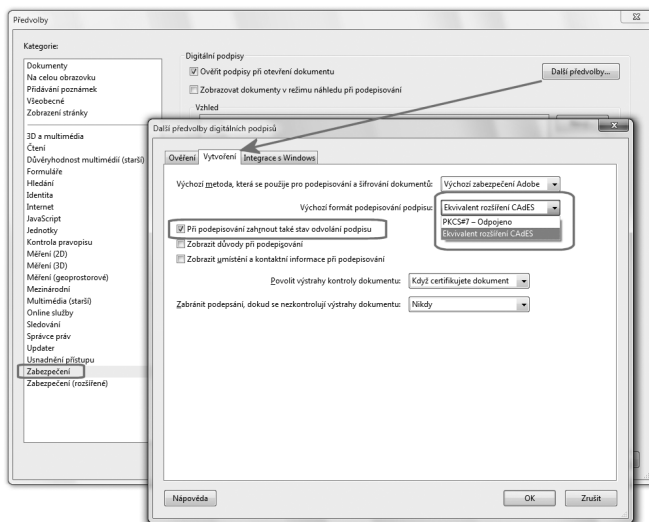 Předvolby
Kategorie:
Dokumenty
Na celou obrazovku
Přidávání poznámek
Všeobecné
Zobrazení stránky
3D a multimédia
Čtení
Důvěryhodnost multimédií (starší)
Formuláře
Hledání
Identita
Internet
JavaScript
Jednotky
Kontrola pravopisu
Měření (2D)
Měření (3D)
Měření (geoprostorové)
Mezinárodní
Multimédia (starší)
Online služby
Sledování
Správce práv
Updater
Usnadnění přístupu
Zabezpečení
Zabezpečení (rozšířené)
Digitální podpisy
Ověřit podpisy při otevření dokumentu
Další předvolby...
Zobrazovat dokumenty v režimu náhledu při podepisování
Vzhled
Další předvolby digitálních podpisů
Ověření Vytvoření Integrace s Windows
Výchozí metoda, která se použije pro podepisování a šifrování dokumentů: Výchozí zabezpečení Adobe
Výchozí formát podepisování podpisu: Ekvivalent rozšíření CAdES
PKCS#7 – Odpojeno
Ekvivalent rozšíření CAdES
Při podepisování zahrnout také stav odvolání podpisu
Zobrazit důvody při podepisování
Zobrazit umístění a kontaktní informace při podepisování
Povolit výstrahy kontroly dokumentu: Když certifikujete dokument
Zabránit podepsání, dokud se nezkontrolují výstrahy dokumentu: Nikdy
Nápověda OK Zrušit